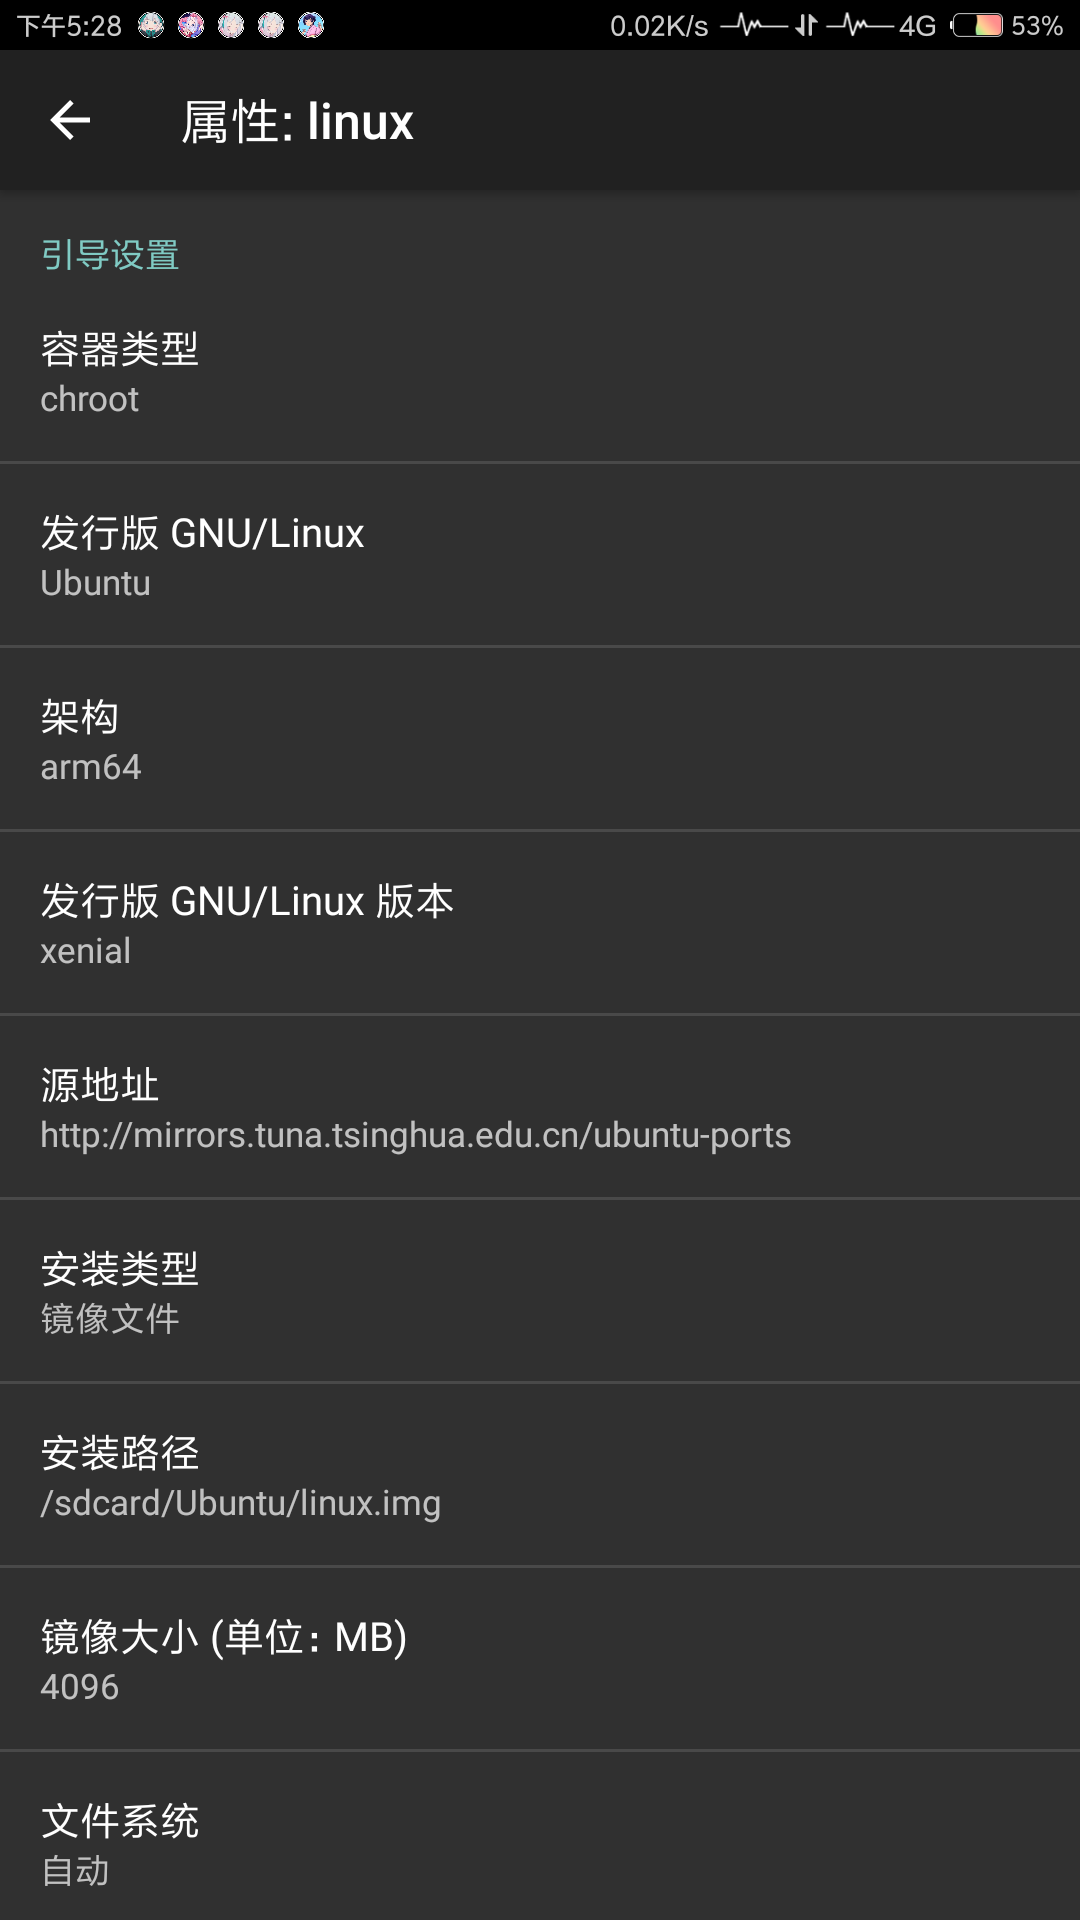 下午5:28 0.02K/s 4G 53%
属性: linux
引导设置
容器类型
chroot
发行版 GNU/Linux
Ubuntu
架构
arm64
发行版 GNU/Linux 版本
xenial
源地址
http://mirrors.tuna.tsinghua.edu.cn/ubuntu-ports
安装类型
镜像文件
安装路径
/sdcard/Ubuntu/linux.img
镜像大小 (单位：MB)
4096
文件系统
自动